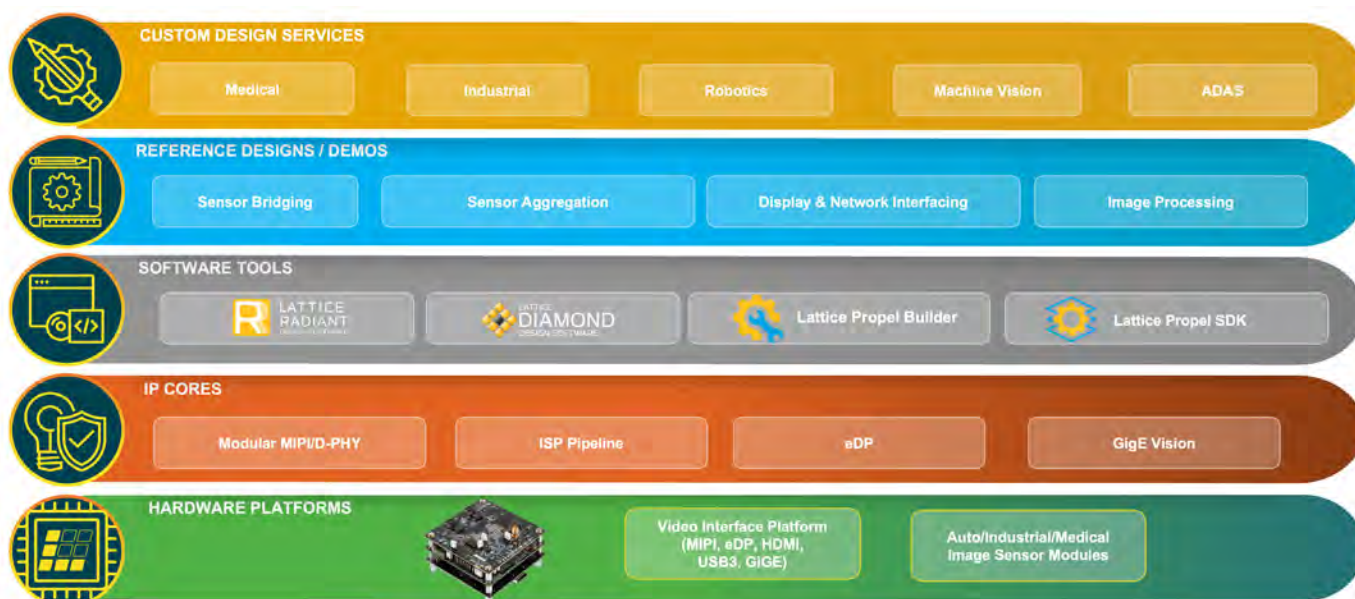 CUSTOM DESIGN SERVICES
Medical
Industrial
Robotics
Machine Vision
ADAS
REFERENCE DESIGNS / DEMOS
Sensor Bridging
Sensor Aggregation
Display & Network Interfacing
Image Processing
SOFTWARE TOOLS
LATTICE
RADIANT
LATTICE
DIAMOND
DESIGN SOFTWARE
Lattice Propel Builder
Lattice Propel SDK
IP CORES
Modular MIPI/D-PHY
ISP Pipeline
eDP
GigE Vision
HARDWARE PLATFORMS
Video Interface Platform
(MIPI, eDP, HDMI,
USB3, GiGE)
Auto/Industrial/Medical
Image Sensor Modules